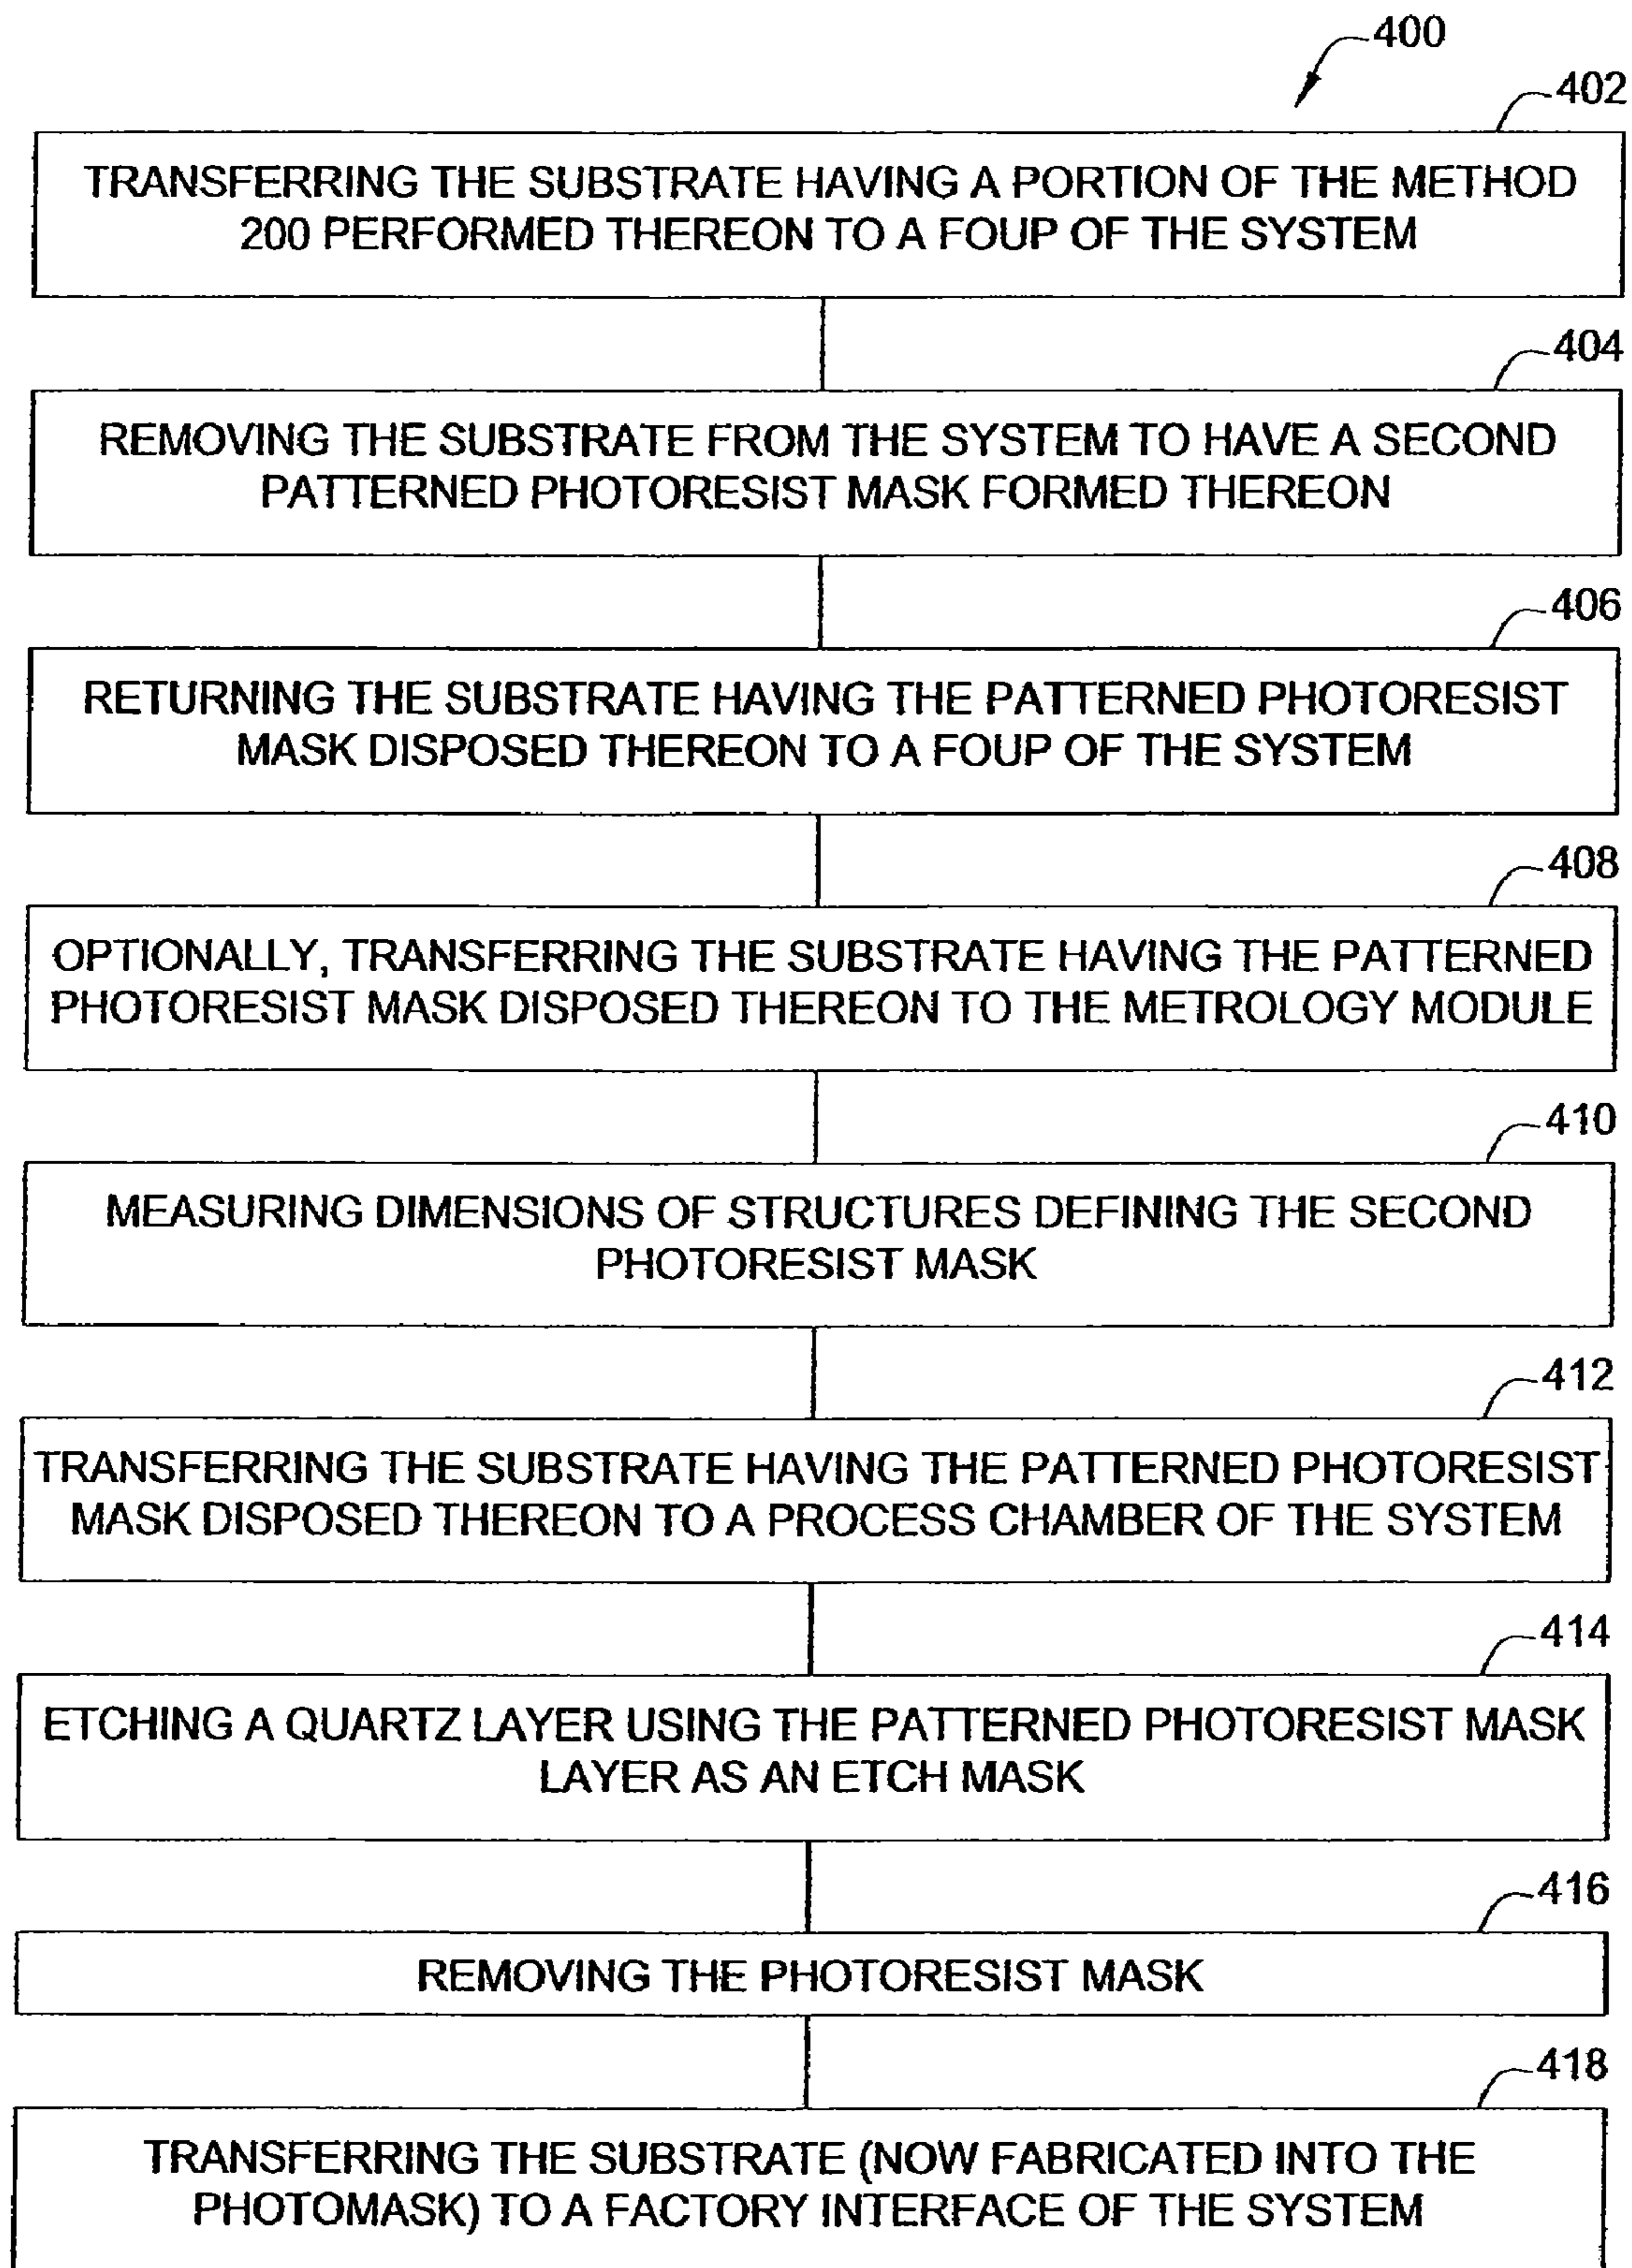 400
402
TRANSFERRING THE SUBSTRATE HAVING A PORTION OF THE METHOD
200 PERFORMED THEREON TO A FOUP OF THE SYSTEM
404
REMOVING THE SUBSTRATE FROM THE SYSTEM TO HAVE A SECOND
PATTERNED PHOTORESIST MASK FORMED THEREON
406
RETURNING THE SUBSTRATE HAVING THE PATTERNED PHOTORESIST
MASK DISPOSED THEREON TO A FOUP OF THE SYSTEM
408
OPTIONALLY, TRANSFERRING THE SUBSTRATE HAVING THE PATTERNED
PHOTORESIST MASK DISPOSED THEREON TO THE METROLOGY MODULE
410
MEASURING DIMENSIONS OF STRUCTURES DEFINING THE SECOND
PHOTORESIST MASK
412
TRANSFERRING THE SUBSTRATE HAVING THE PATTERNED PHOTORESIST
MASK DISPOSED THEREON TO A PROCESS CHAMBER OF THE SYSTEM
414
ETCHING A QUARTZ LAYER USING THE PATTERNED PHOTORESIST MASK
LAYER AS AN ETCH MASK
416
REMOVING THE PHOTORESIST MASK
418
TRANSFERRING THE SUBSTRATE (NOW FABRICATED INTO THE
PHOTOMASK) TO A FACTORY INTERFACE OF THE SYSTEM